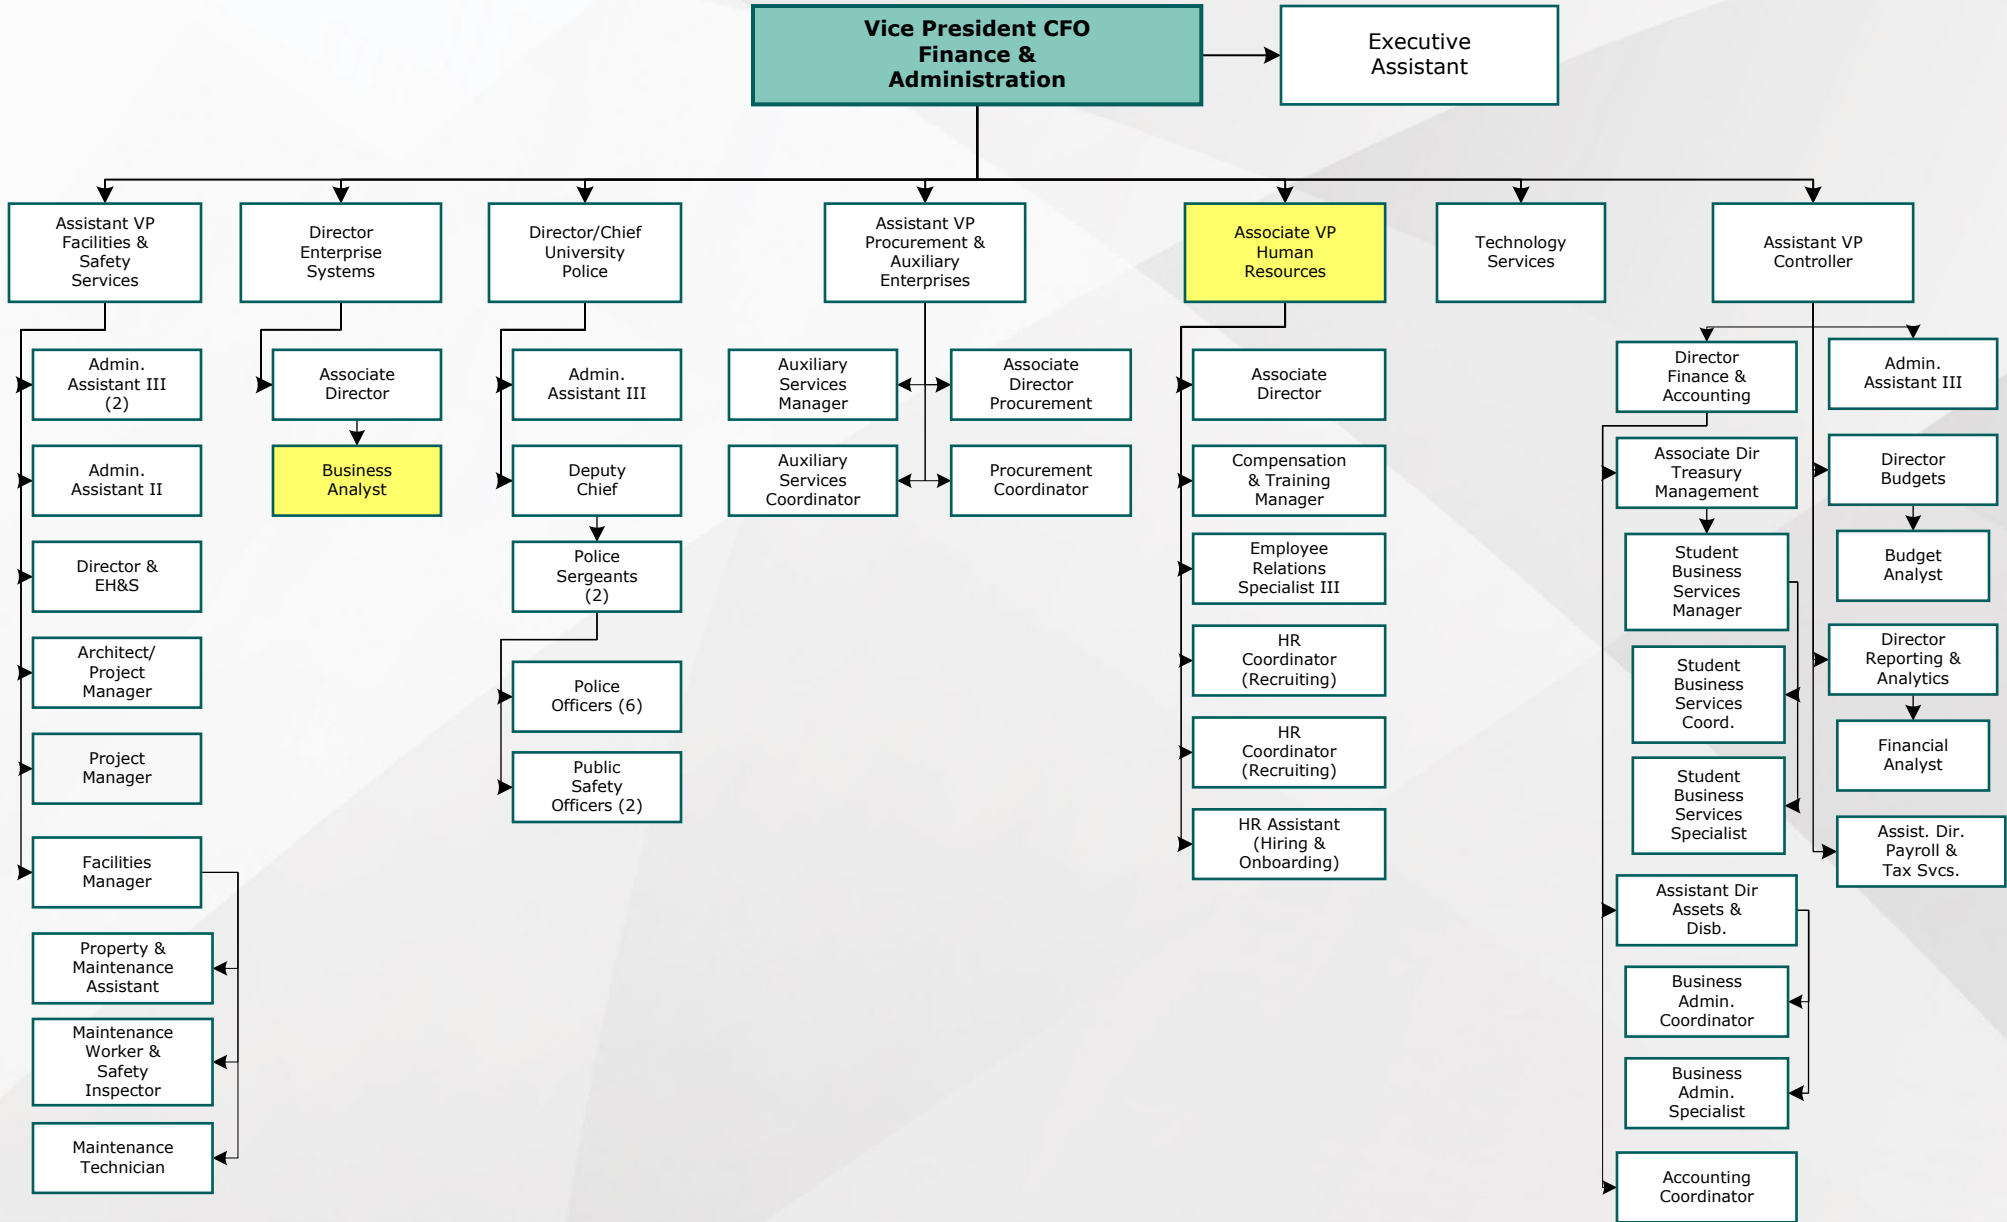 Vice President CFO
Finance &
Administration
Executive
Assistant
Assistant VP
Facilities &
Safety
Services
Director
Enterprise
Systems
Director/Chief
University
Police
Assistant VP
Procurement &
Auxiliary
Enterprises
Associate VP
Human
Resources
Technology
Services
Assistant VP
Controller
Admin.
Assistant III
(2)
Admin.
Assistant II
Director &
EH&S
Architect/
Project
Manager
Project
Manager
Facilities
Manager
Property &
Maintenance
Assistant
Maintenance
Worker &
Safety
Inspector
Maintenance
Technician
Associate
Director
Business
Analyst
Admin.
Assistant III
Deputy
Chief
Police
Sergeants
(2)
Police
Officers (6)
Public
Safety
Officers (2)
Auxiliary
Services
Manager
Associate
Director
Procurement
Auxiliary
Services
Coordinator
Procurement
Coordinator
Associate
Director
Compensation
& Training
Manager
Employee
Relations
Specialist III
HR
Coordinator
(Recruiting)
HR
Coordinator
(Recruiting)
HR Assistant
(Hiring &
Onboarding)
Director
Finance &
Accounting
Associate Dir
Treasury
Management
Student
Business
Services
Manager
Student
Business
Services
Coord.
Student
Business
Services
Specialist
Assistant Dir
Assets &
Disb.
Business
Admin.
Coordinator
Business
Admin.
Specialist
Accounting
Coordinator
Admin.
Assistant III
Director
Budgets
Budget
Analyst
Director
Reporting &
Analytics
Financial
Analyst
Assist. Dir.
Payroll &
Tax Svcs.